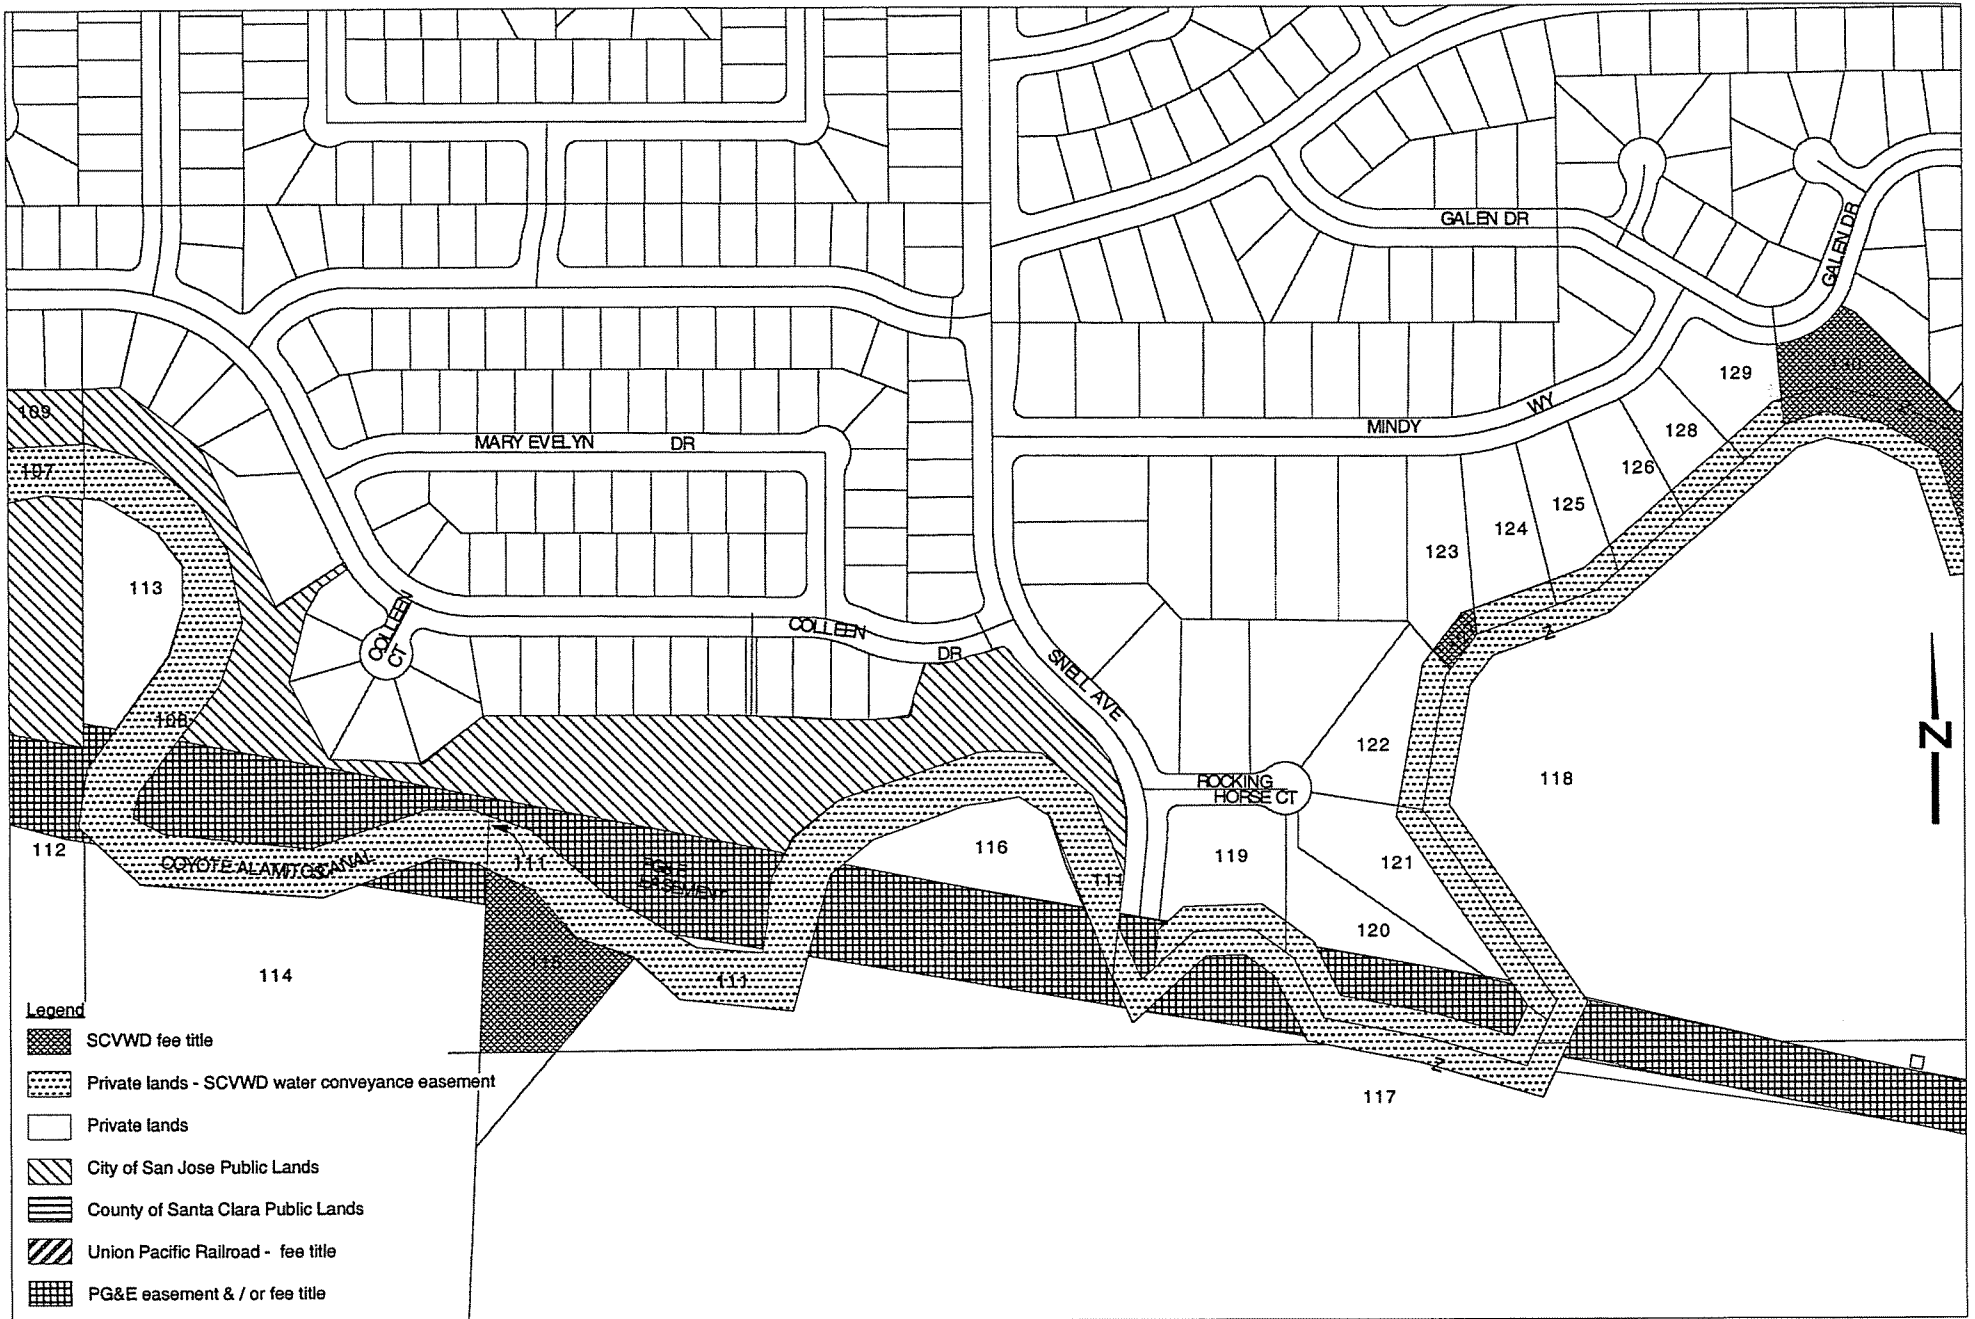 GALEN DR
GALEN DR
129
130
MINDY
WY
128
109
MARY EVELYN DR
126
107
125
124
123
113
COLLEEN
CT
COLLEEN
DR
SNELL AVE
Z
108
122
118
ROCKING
HORSE CT
N
112
COYOTE ALAMITOS CANAL
111
PG&E
EASEMENT
116
111
119
121
120
114
115
111
Z
117
Legend
SCVWD fee title
Private lands - SCVWD water conveyance easement
Private lands
City of San Jose Public Lands
County of Santa Clara Public Lands
Union Pacific Railroad - fee title
PG&E easement & / or fee title